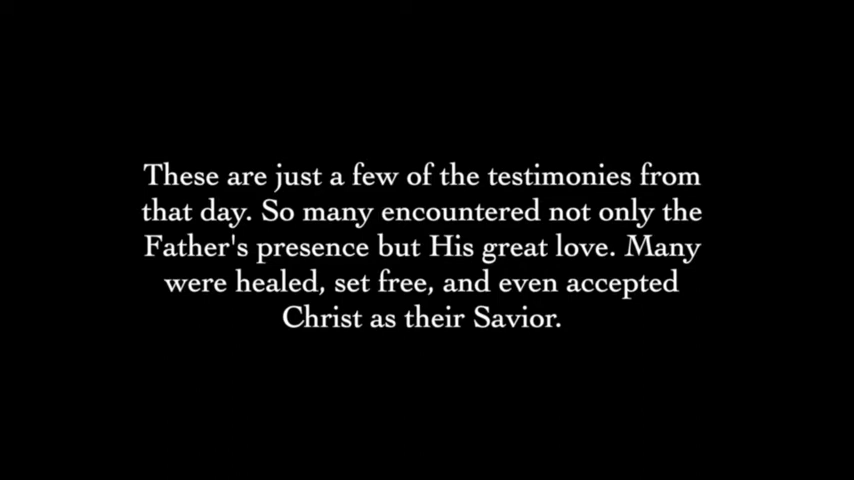 These are just a few of the testimonies from
that day. So many encountered not only the
Father's presence but His great love. Many
were healed, set free, and even accepted
Christ as their Savior.